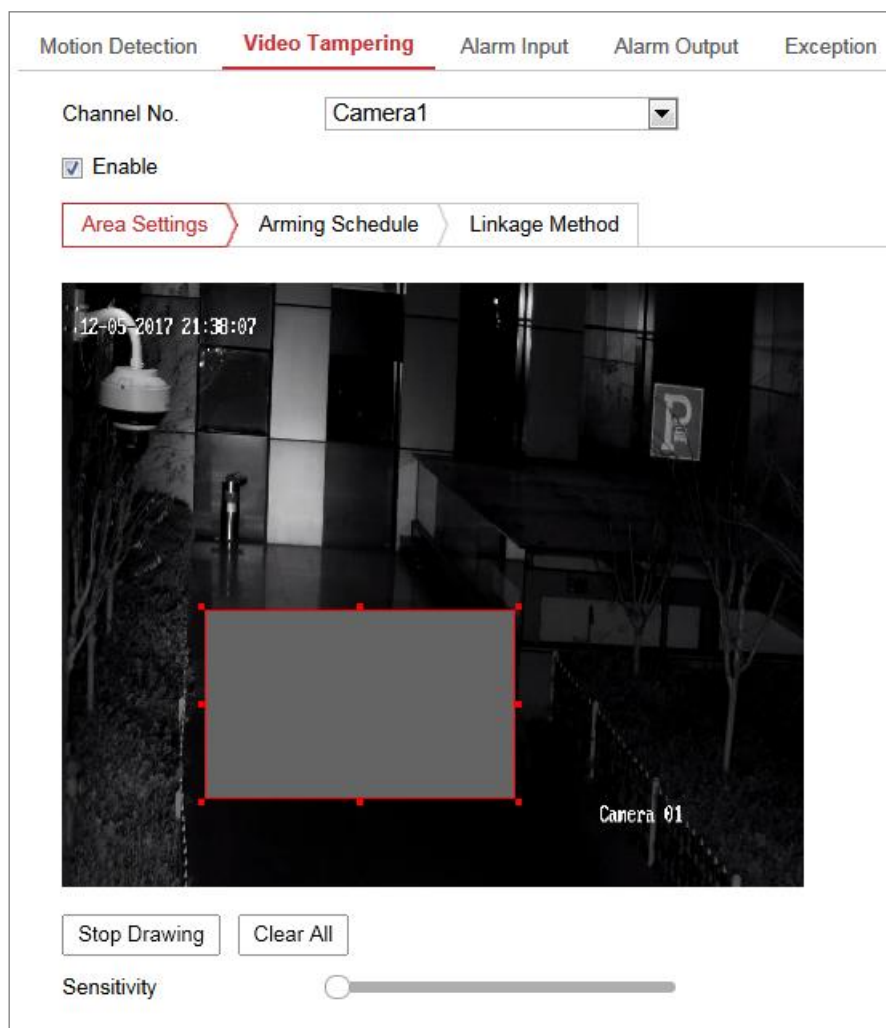 Motion Detection Video Tampering Alarm Input Alarm Output Exception
Channel No. Camera1
Enable
Area Settings Arming Schedule Linkage Method
12-05-2017 21:38:07
P
Camera 01
Stop Drawing Clear All
Sensitivity